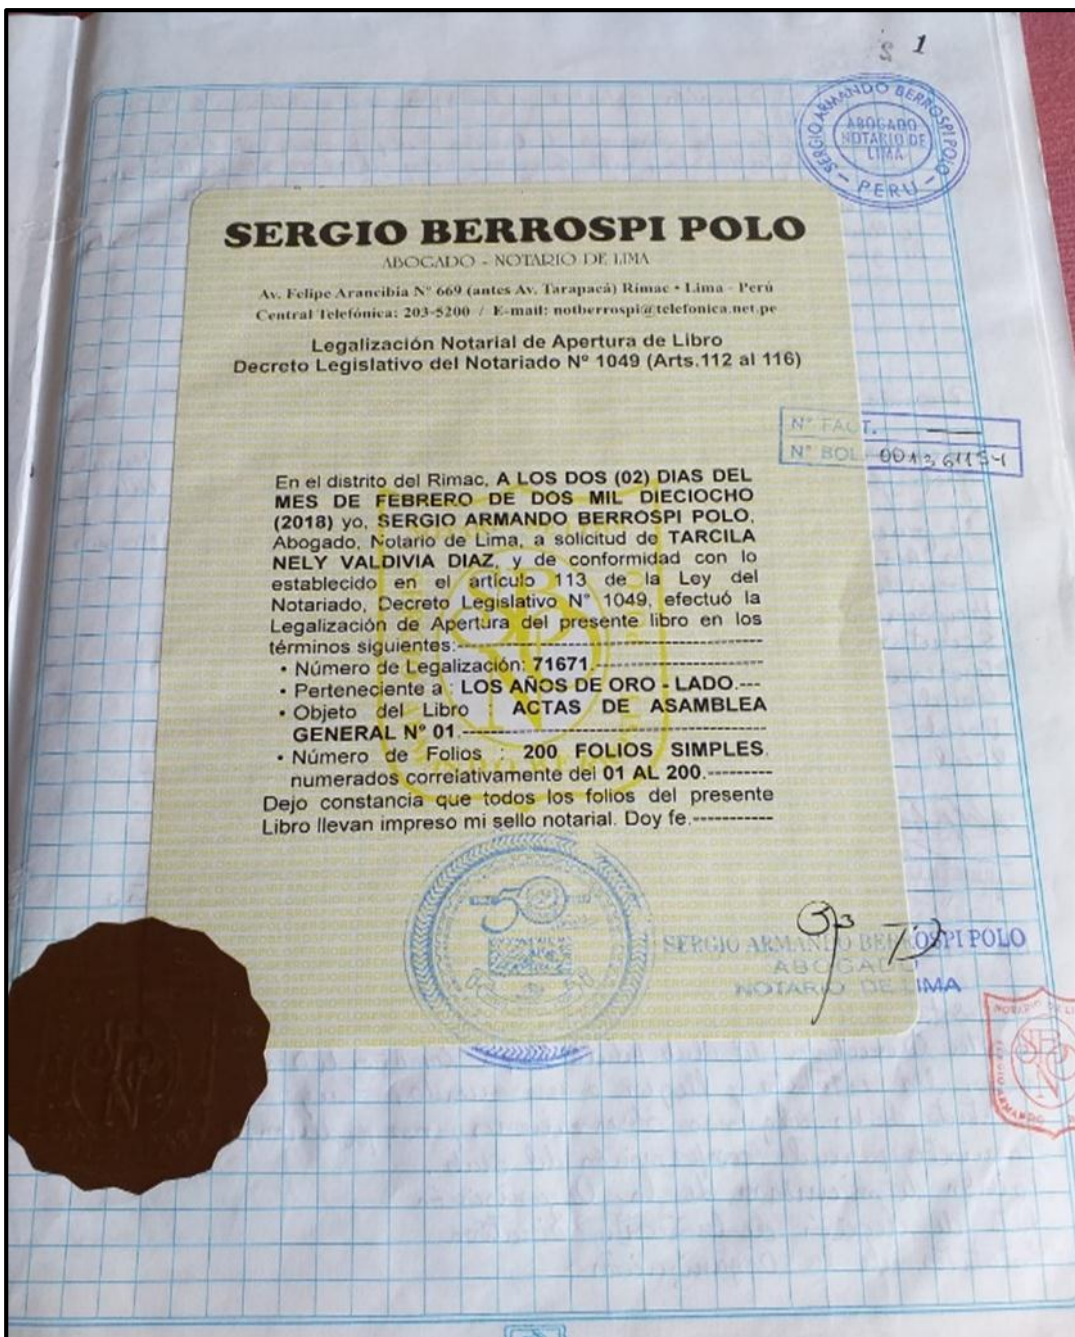 1
SERGIO ARMANDO BERROSPI POLO
ABOGADO
NOTARIO DE
LIMA
- PERU -
SERGIO BERROSPI POLO
ABOGADO - NOTARIO DE LIMA
Av. Felipe Arancibia N° 669 (antes Av. Tarapacá) Rimac • Lima - Perú
Central Telefónica: 203-5200 / E-mail: notberrospi@telefonica.net.pe
Legalización Notarial de Apertura de Libro
Decreto Legislativo del Notariado Nº 1049 (Arts.112 al 116)
N° FACT.
N° BOL.
En el distrito del Rimac, A LOS DOS (02) DIAS DEL
MES DE FEBRERO DE DOS MIL DIECIOCHO
(2018) yo, SERGIO ARMANDO BERROSPI POLO,
Abogado, Notario de Lima, a solicitud de TARCILA
NELY VALDIVIA DIAZ, y de conformidad con lo
establecido en el artículo 113 de la Ley del
Notariado, Decreto Legislativo N° 1049, efectuó la
Legalización de Apertura del presente libro en los
términos siguientes:---
• Número de Legalización: 71671.---
• Perteneciente a : LOS AÑOS DE ORO - LADO.---
• Objeto del Libro : ACTAS DE ASAMBLEA
GENERAL N° 01.---
• Número de Folios : 200 FOLIOS SIMPLES,
numerados correlativamente del 01 AL 200.---
Dejo constancia que todos los folios del presente
Libro llevan impreso mi sello notarial. Doy fe.---
SERGIO ARMANDO BERROSPI POLO
ABOGADO
NOTARIO DE LIMA